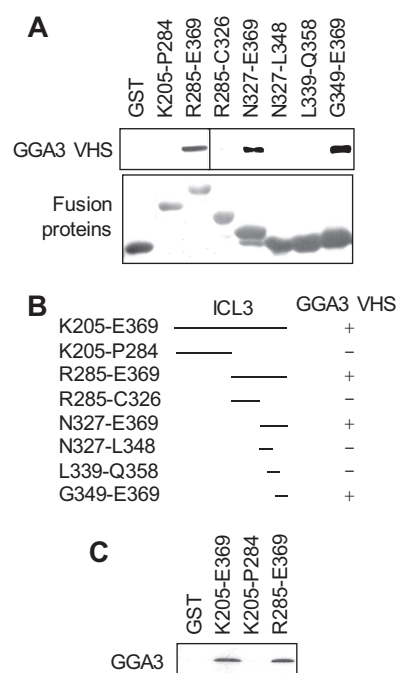 A
GST
K205-P284
R285-E369
R285-C326
N327-E369
N327-L348
L339-Q358
G349-E369
GGA3 VHS
Fusion
proteins
B
ICL3 GGA3 VHS
K205-E369 +
K205-P284 –
R285-E369 +
R285-C326 –
N327-E369 +
N327-L348 –
L339-Q358 –
G349-E369 +
C
GST
K205-E369
K205-P284
R285-E369
GGA3